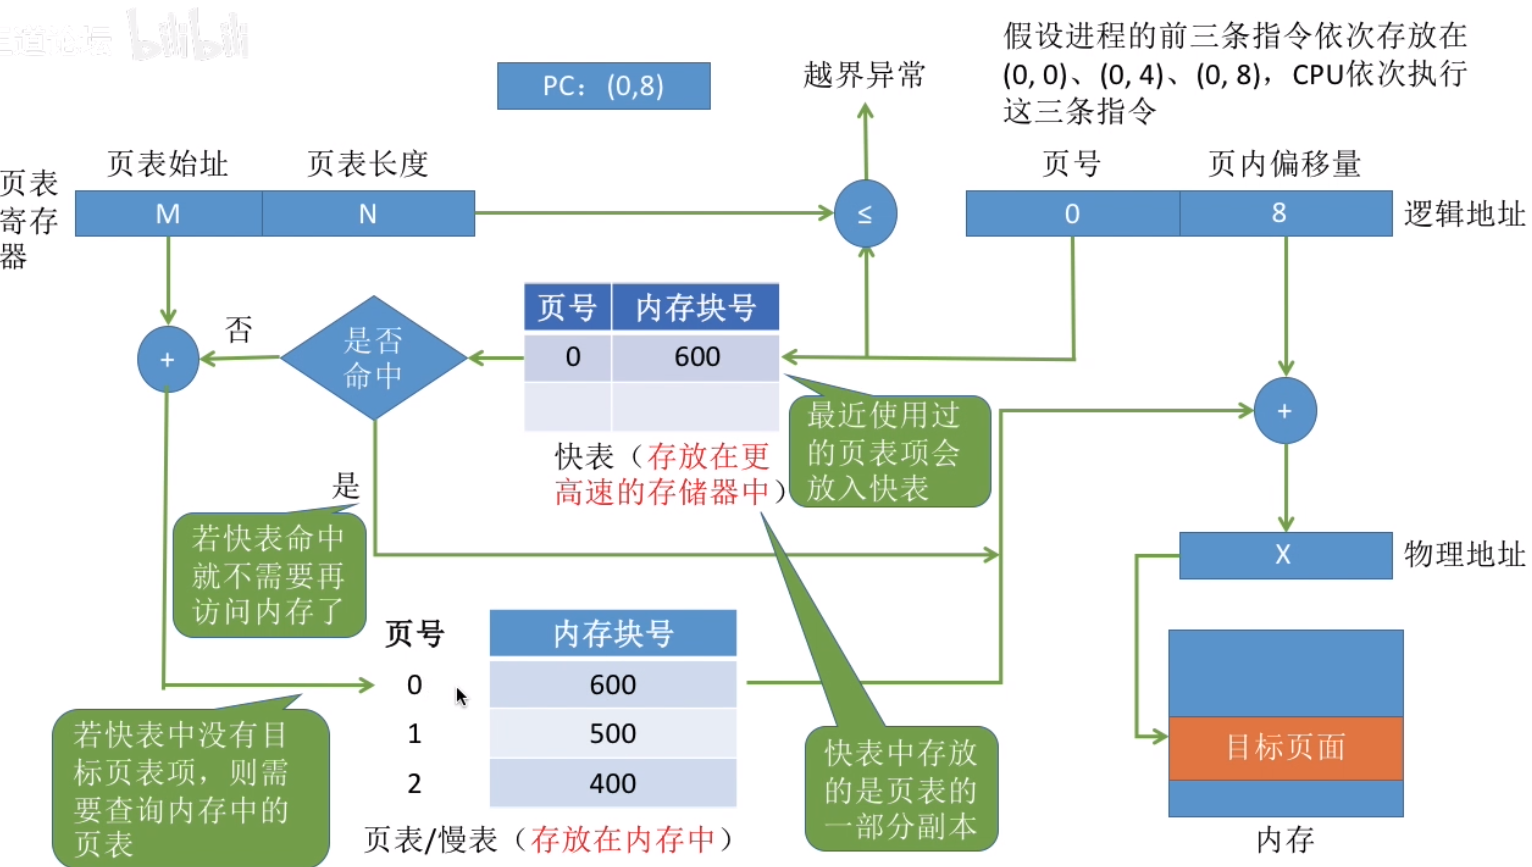 道论坛 bilibili
假设进程的前三条指令依次存放在
(0, 0)、(0, 4)、(0, 8)，CPU依次执行
这三条指令
PC：(0,8)
越界异常
页表始址
页表长度
页号
页内偏移量
页表
寄存
器
M
N
≤
0
8
逻辑地址
页号
内存块号
0
600
否
是否
命中
+
+
最近使用过
的页表项会
放入快表
快表（存放在更
高速的存储器中）
是
若快表命中
就不需要再
访问内存了
X
物理地址
页号
内存块号
0
600
1
500
2
400
页表/慢表（存放在内存中）
若快表中没有目
标页表项，则需
要查询内存中的
页表
快表中存放
的是页表的
一部分副本
目标页面
内存